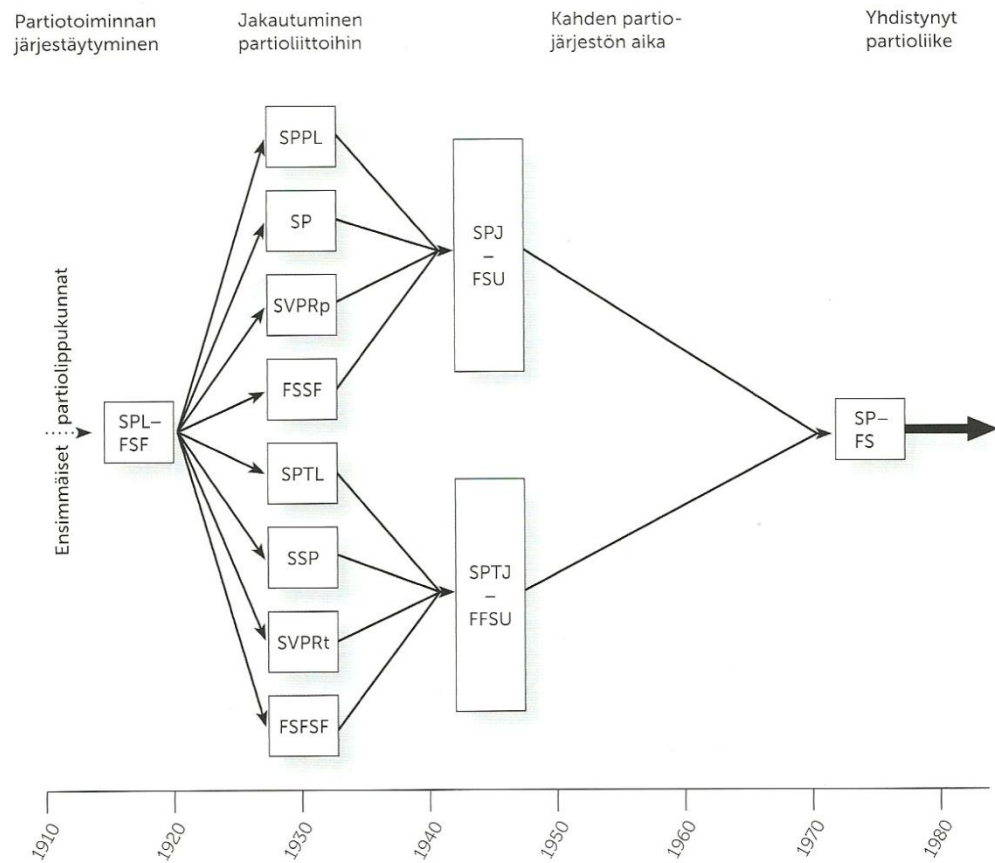 Partiotoiminnan
järjestäytyminen
Jakautuminen
partioliittoihin
Kahden partio-
järjestön aika
Yhdistynyt
partioliike
Ensimmäiset partiolippukunnat
SPL–
FSF
SPPL
SP
SVPRp
FSSF
SPTL
SSP
SVPRt
FSFSF
SPJ
–
FSU
SPTJ
–
FFSU
SP–
FS
1910
1920
1930
1940
1950
1960
1970
1980